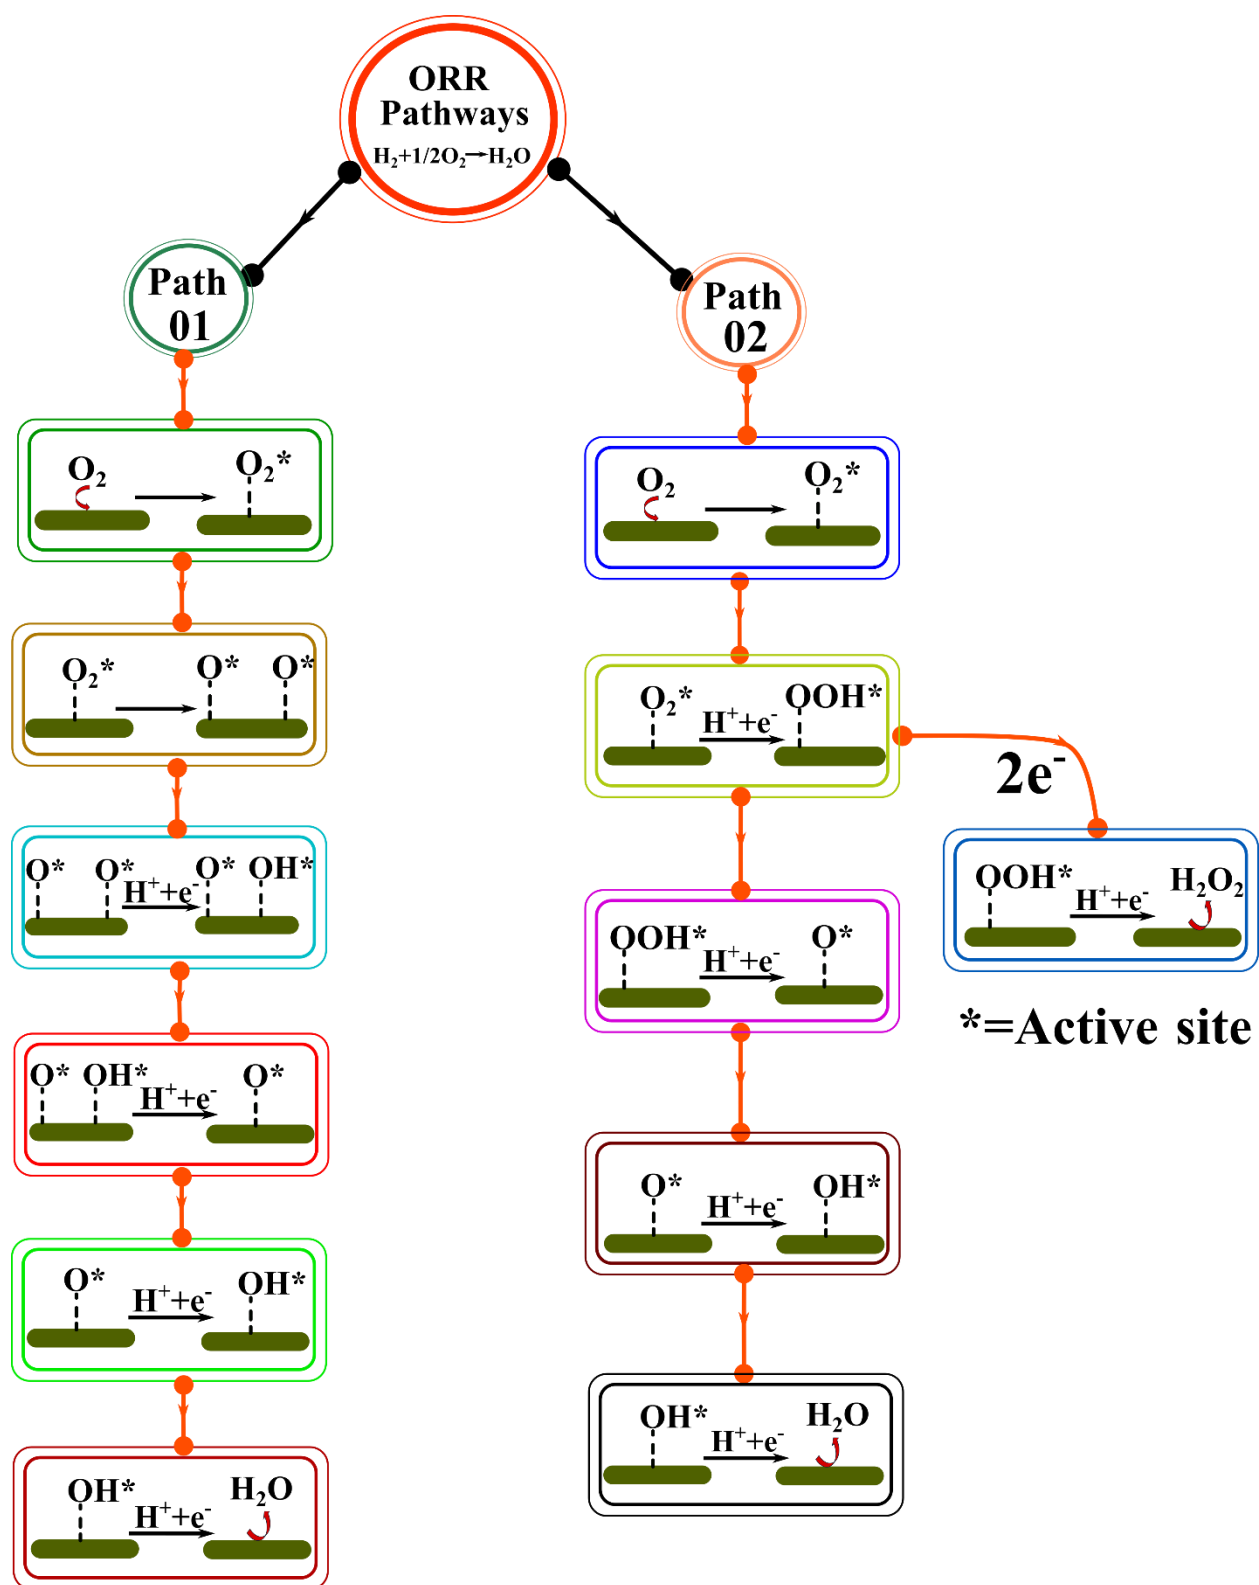 ORR
Pathways
H₂+1/2O₂→H₂O
Path
01
O₂
O₂*
O₂*
O*
O*
O*
O*
H⁺+e⁻
O*
OH*
O*
OH*
H⁺+e⁻
O*
O*
H⁺+e⁻
OH*
OH*
H⁺+e⁻
H₂O
Path
02
O₂
O₂*
O₂*
H⁺+e⁻
OOH*
OOH*
H⁺+e⁻
O*
O*
H⁺+e⁻
OH*
OH*
H⁺+e⁻
H₂O
2e⁻
OOH*
H⁺+e⁻
H₂O₂
*=Active site